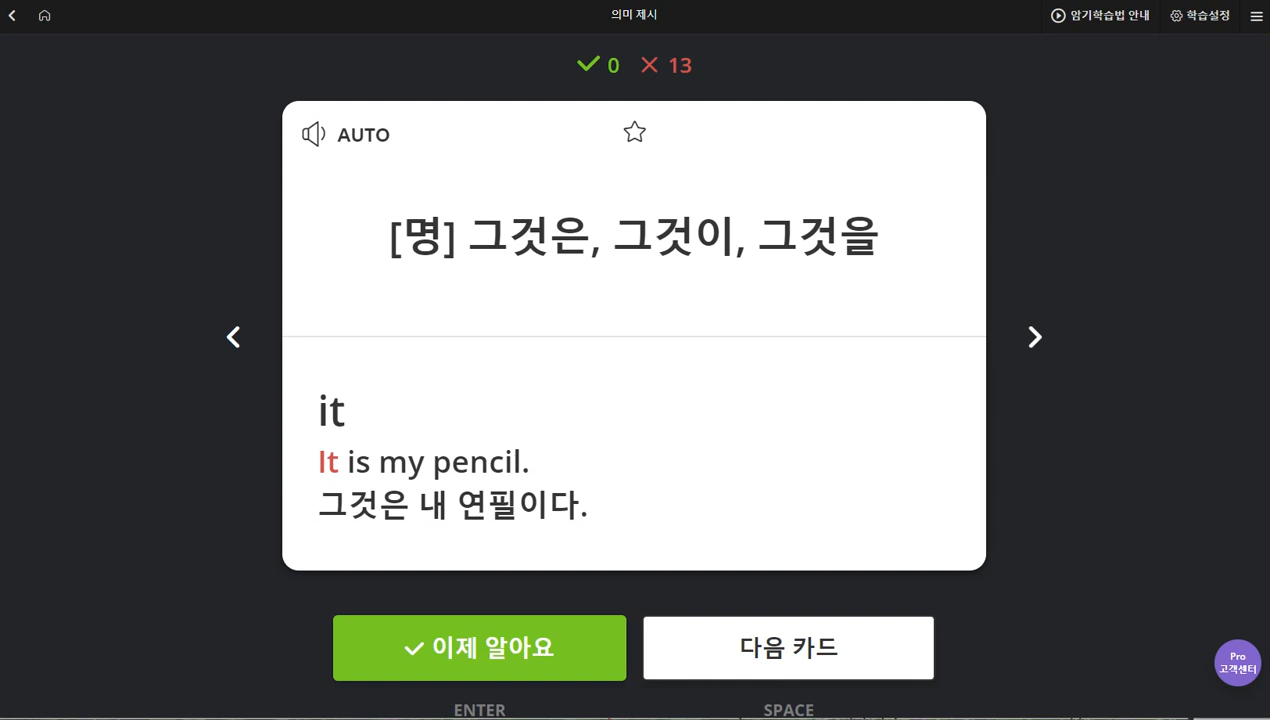 의미 제시
암기학습법 안내
학습설정
0
13
AUTO
[명] 그것은, 그것이, 그것을
it
It is my pencil.
그것은 내 연필이다.
이제 알아요
다음 카드
ENTER
SPACE
Pro
고객센터